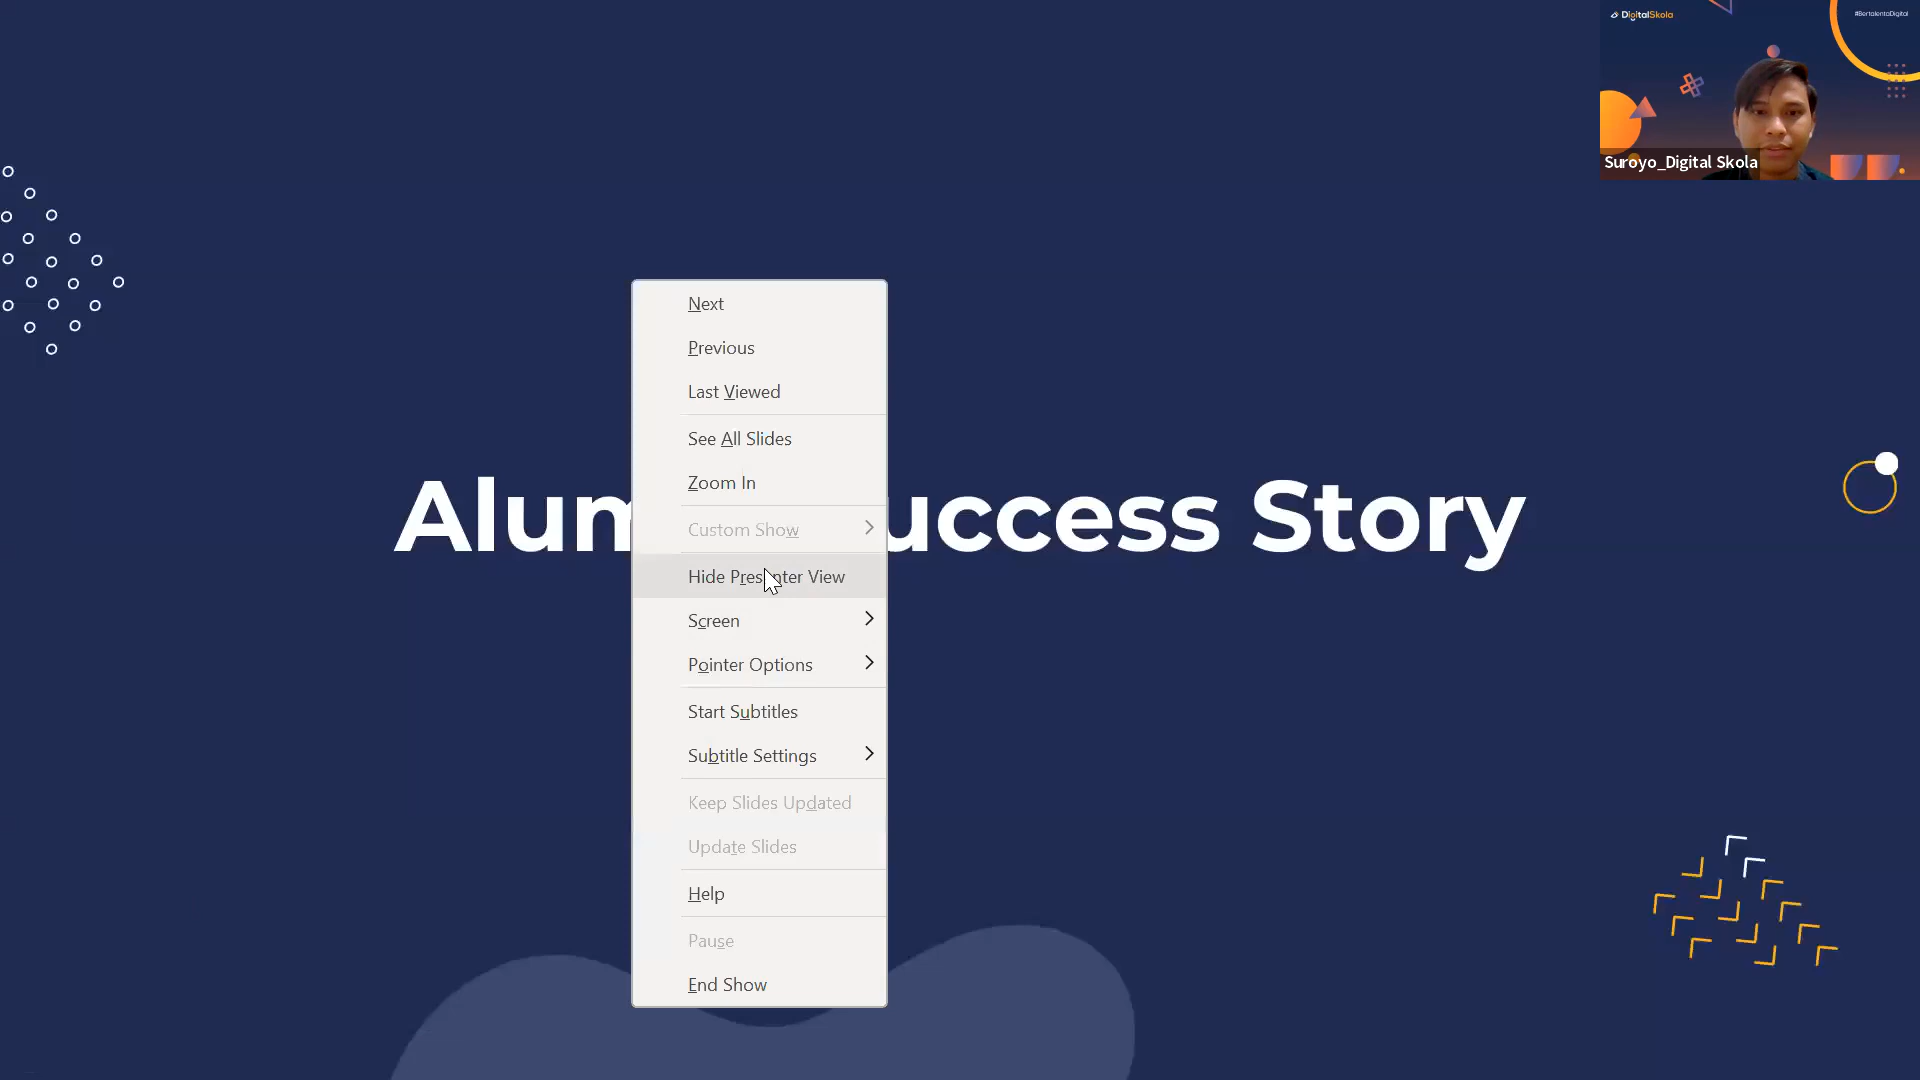 DigitalSkola
#BertalentaDigital
Suroyo_Digital Skola
Next
Previous
Last Viewed
See All Slides
Zoom In
Custom Show
Alum
uccess Story
Hide Presenter View
Screen
Pointer Options
Start Subtitles
Subtitle Settings
Keep Slides Updated
Update Slides
Help
Pause
End Show